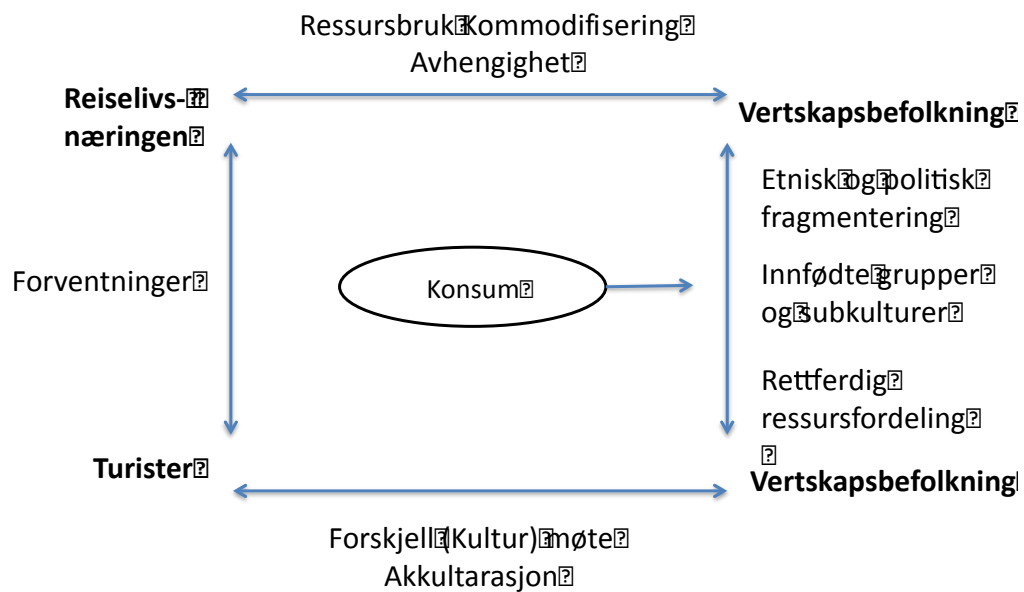 Ressursbruk Kommodifisering
Avhengighet
Reiselivs-
næringen
Vertskapsbefolkning
Etnisk og politisk
fragmentering
Forventninger
Konsum
Innfødte grupper
og subkulturer
Rettferdig
ressursfordeling
Turister
Vertskapsbefolkning
Forskjell (Kultur) møte
Akkultarasjon